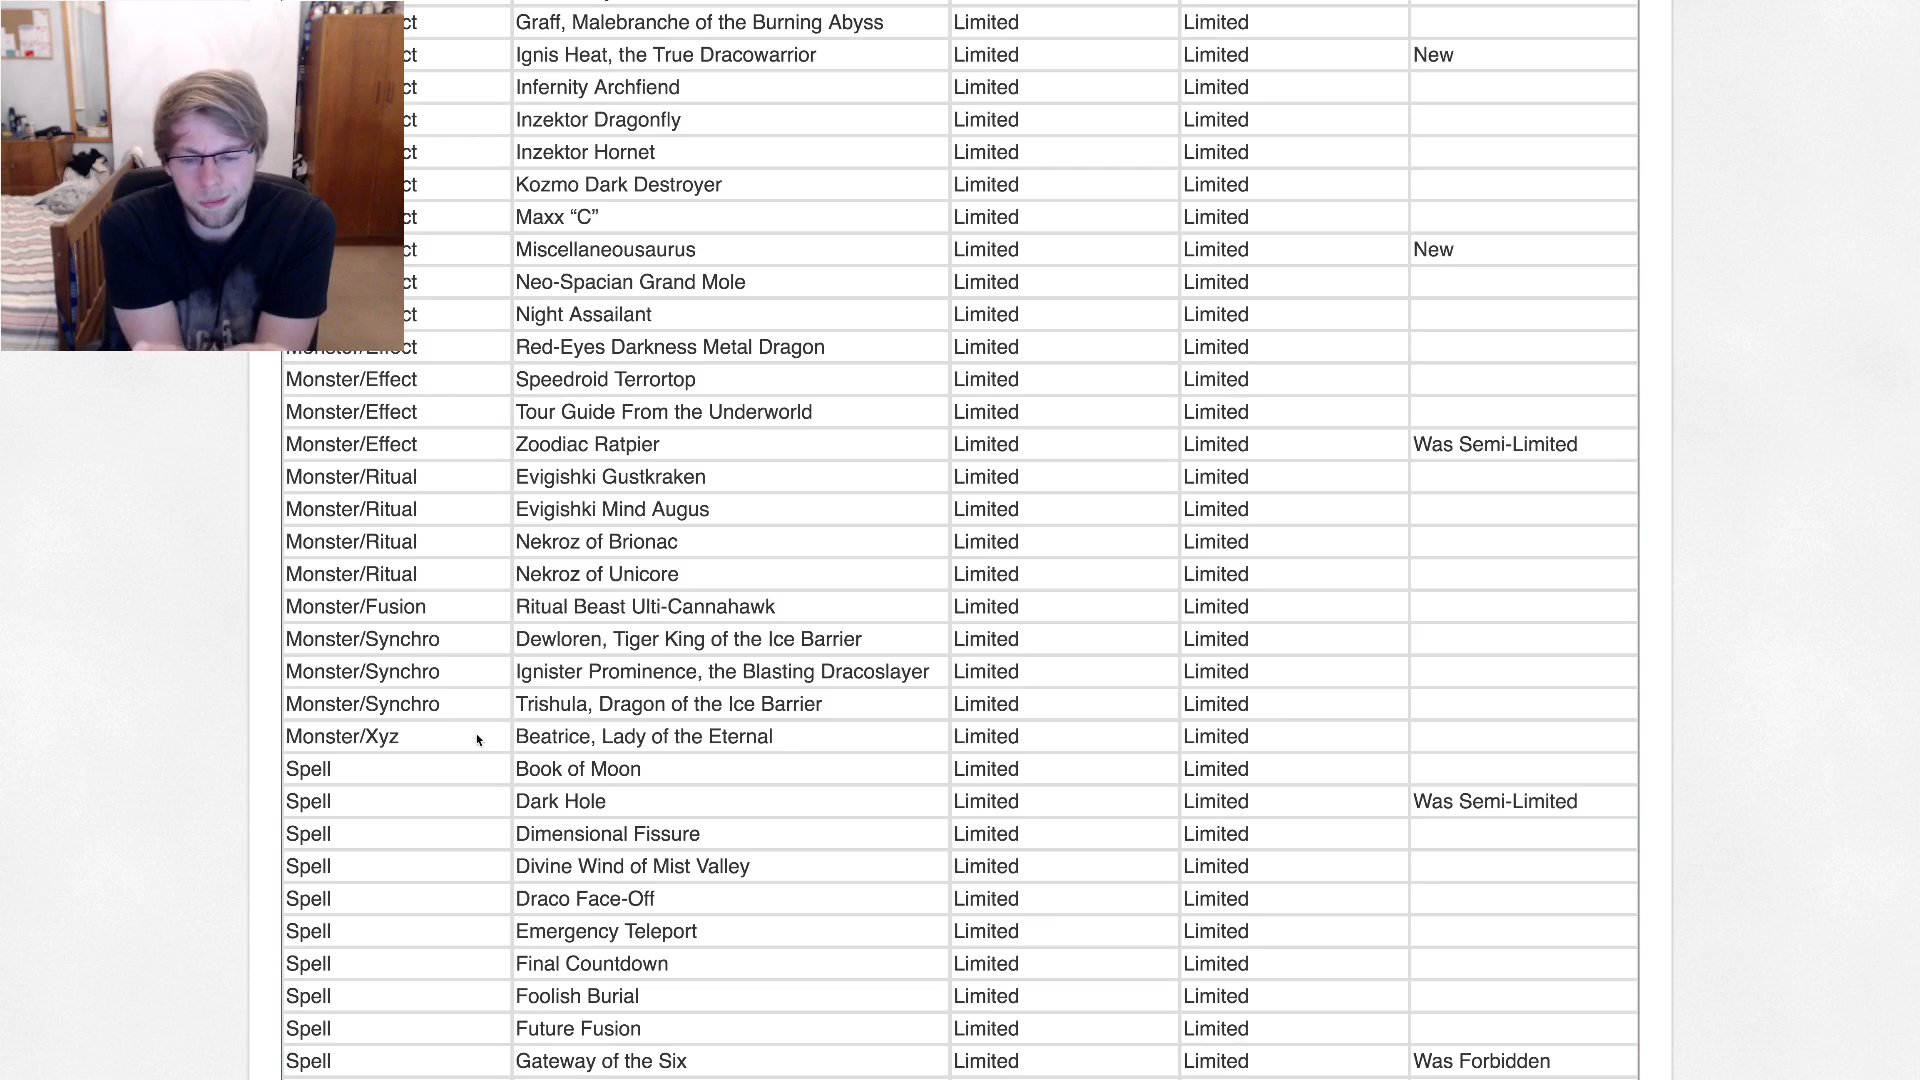 ct Graff, Malebranche of the Burning Abyss Limited Limited
ct Ignis Heat, the True Dracowarrior Limited Limited New
ct Infernity Archfiend Limited Limited
ct Inzektor Dragonfly Limited Limited
ct Inzektor Hornet Limited Limited
ct Kozmo Dark Destroyer Limited Limited
ct Maxx “C” Limited Limited
ct Miscellaneousaurus Limited Limited New
ct Neo-Spacian Grand Mole Limited Limited
ct Night Assailant Limited Limited
Monster/Effect Red-Eyes Darkness Metal Dragon Limited Limited
Monster/Effect Speedroid Terrortop Limited Limited
Monster/Effect Tour Guide From the Underworld Limited Limited
Monster/Effect Zoodiac Ratpier Limited Limited Was Semi-Limited
Monster/Ritual Evigishki Gustkraken Limited Limited
Monster/Ritual Evigishki Mind Augus Limited Limited
Monster/Ritual Nekroz of Brionac Limited Limited
Monster/Ritual Nekroz of Unicore Limited Limited
Monster/Fusion Ritual Beast Ulti-Cannahawk Limited Limited
Monster/Synchro Dewloren, Tiger King of the Ice Barrier Limited Limited
Monster/Synchro Ignister Prominence, the Blasting Dracoslayer Limited Limited
Monster/Synchro Trishula, Dragon of the Ice Barrier Limited Limited
Monster/Xyz Beatrice, Lady of the Eternal Limited Limited
Spell Book of Moon Limited Limited
Spell Dark Hole Limited Limited Was Semi-Limited
Spell Dimensional Fissure Limited Limited
Spell Divine Wind of Mist Valley Limited Limited
Spell Draco Face-Off Limited Limited
Spell Emergency Teleport Limited Limited
Spell Final Countdown Limited Limited
Spell Foolish Burial Limited Limited
Spell Future Fusion Limited Limited
Spell Gateway of the Six Limited Limited Was Forbidden